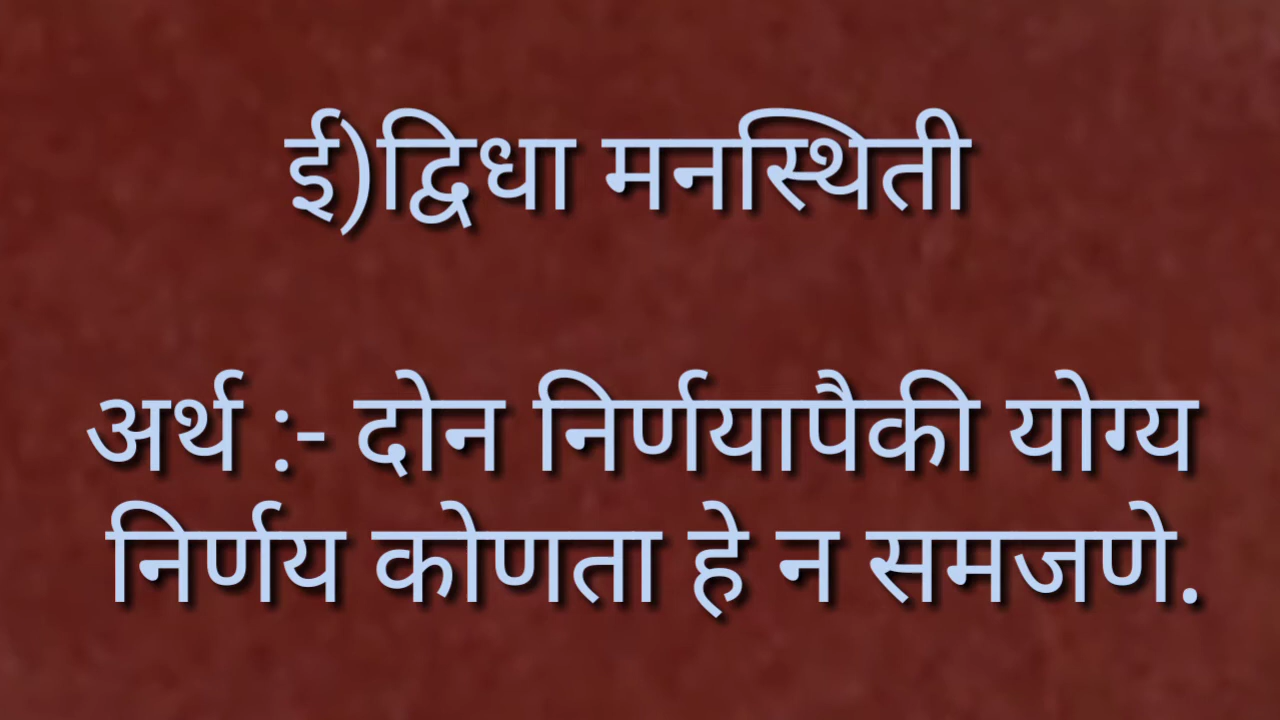 ई)द्विधा मनस्थिती
अर्थ :- दोन निर्णयापैकी योग्य
निर्णय कोणता हे न समजणे.